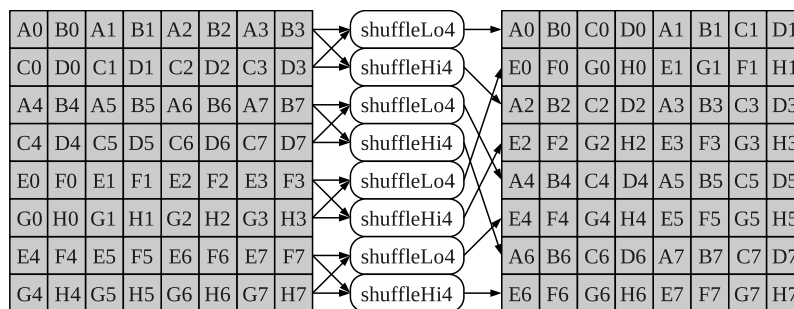 A0 B0 A1 B1 A2 B2 A3 B3 shuffleLo4 A0 B0 C0 D0 A1 B1 C1 D1
C0 D0 C1 D1 C2 D2 C3 D3 shuffleHi4 E0 F0 G0 H0 E1 G1 F1 H1
A4 B4 A5 B5 A6 B6 A7 B7 shuffleLo4 A2 B2 C2 D2 A3 B3 C3 D3
C4 D4 C5 D5 C6 D6 C7 D7 shuffleHi4 E2 F2 G2 H2 E3 F3 G3 H3
E0 F0 E1 F1 E2 F2 E3 F3 shuffleLo4 A4 B4 C4 D4 A5 B5 C5 D5
G0 H0 G1 H1 G2 H2 G3 H3 shuffleHi4 E4 F4 G4 H4 E5 F5 G5 H5
E4 F4 E5 F5 E6 F6 E7 F7 shuffleLo4 A6 B6 C6 D6 A7 B7 C7 D7
G4 H4 G5 H5 G6 H6 G7 H7 shuffleHi4 E6 F6 G6 H6 E7 F7 G7 H7